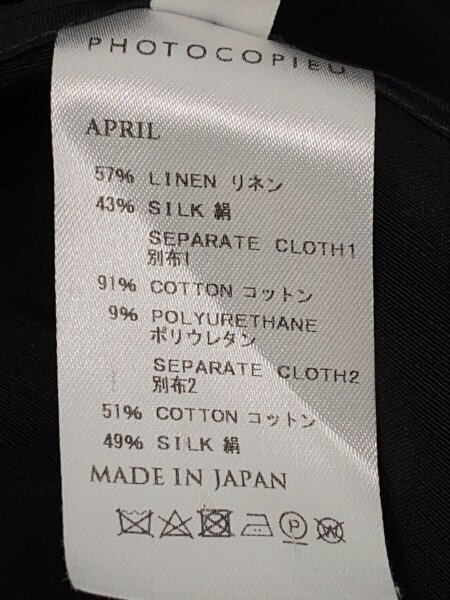 PHOTOCOPIEU
APRIL
57% LINEN リネン
43% SILK 絹
SEPARATE CLOTH1
別布1
91% COTTON コットン
9% POLYURETHANE
ポリウレタン
SEPARATE CLOTH2
別布2
51% COTTON コットン
49% SILK 絹
MADE IN JAPAN
P W